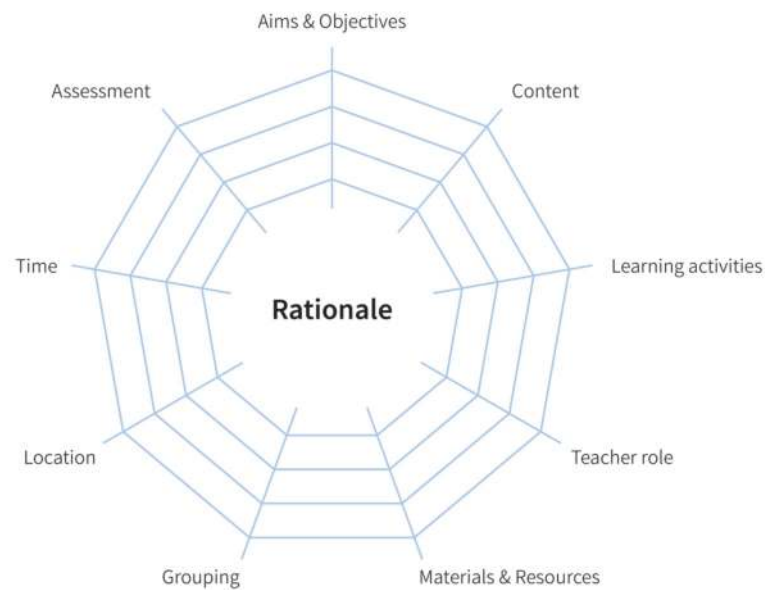 Aims & Objectives
Assessment
Content
Time
Learning activities
Rationale
Location
Teacher role
Grouping
Materials & Resources